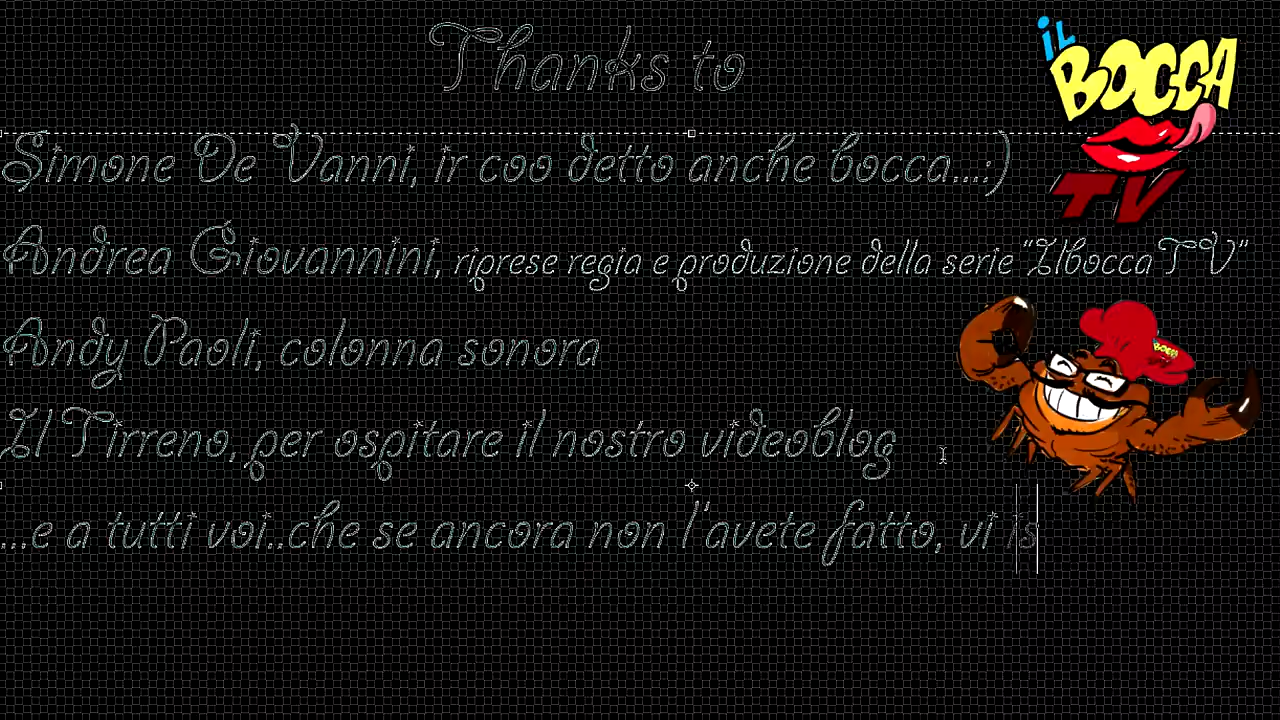 Thanks to
IL
BOCCA
TV
Simone De Vanni, ir coo detto anche bocca...:)
Andrea Giovannini, riprese regia e produzione della serie “IlboccaTV”
Andy Paoli, colonna sonora
BOCCA
Il Tirreno, per ospitare il nostro videoblog
...e a tutti voi..che se ancora non l'avete fatto, vi is